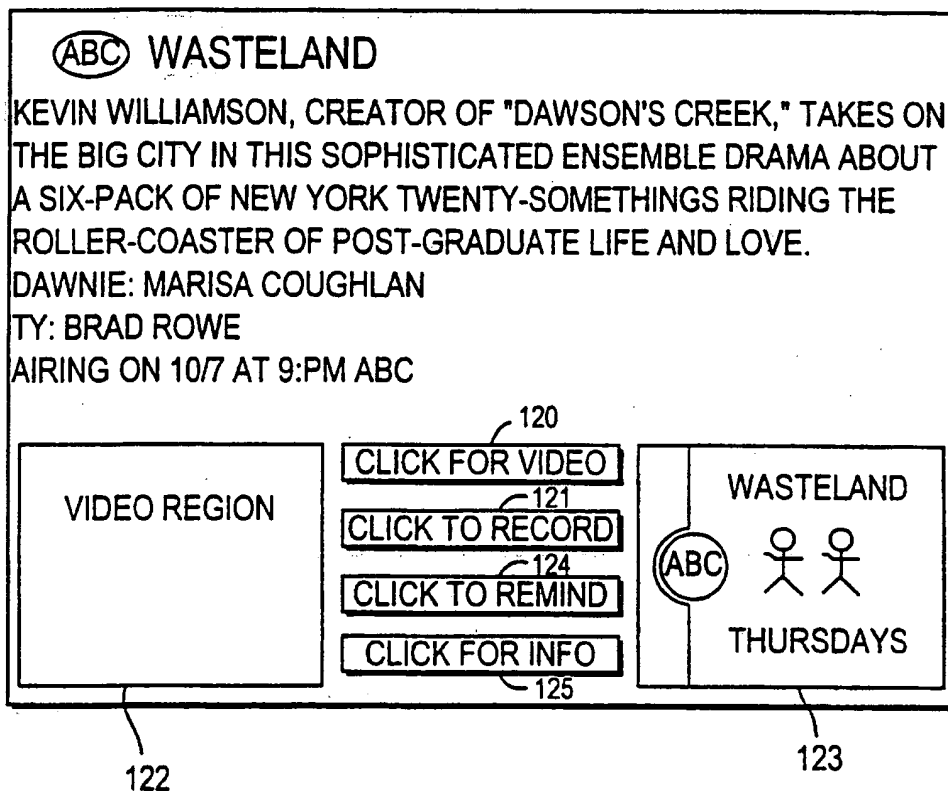 ABC WASTELAND
KEVIN WILLIAMSON, CREATOR OF "DAWSON'S CREEK," TAKES ON
THE BIG CITY IN THIS SOPHISTICATED ENSEMBLE DRAMA ABOUT
A SIX-PACK OF NEW YORK TWENTY-SOMETHINGS RIDING THE
ROLLER-COASTER OF POST-GRADUATE LIFE AND LOVE.
DAWNIE: MARISA COUGHLAN
TY: BRAD ROWE
AIRING ON 10/7 AT 9:PM ABC
VIDEO REGION
122
120
CLICK FOR VIDEO
121
CLICK TO RECORD
124
CLICK TO REMIND
CLICK FOR INFO
125
WASTELAND
ABC
THURSDAYS
123